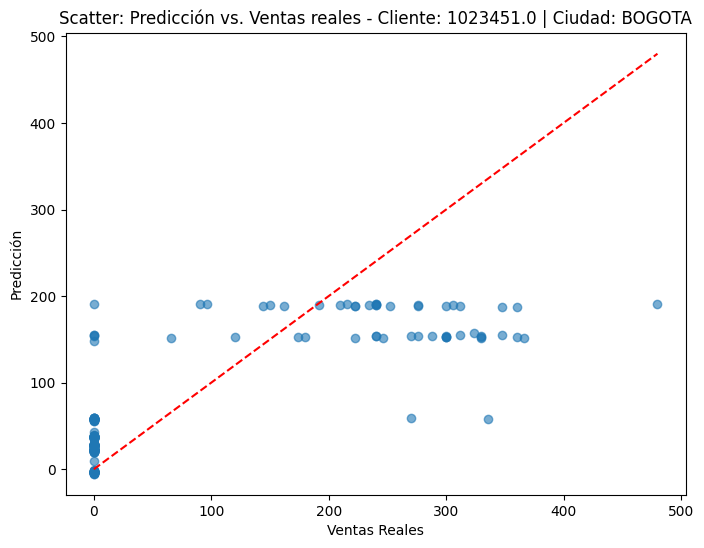 Scatter: Predicción vs. Ventas reales - Cliente: 1023451.0 | Ciudad: BOGOTA
500
400
300
200
100
0
Predicción
0 100 200 300 400 500
Ventas Reales